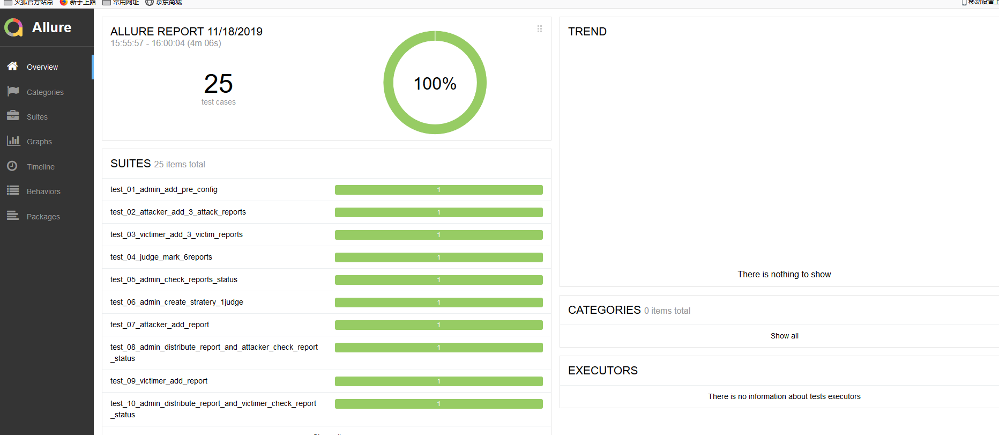 火狐官方站点 新手上路 常用网址 京东商城
Allure
Overview
Categories
Suites
Graphs
Timeline
Behaviors
Packages
ALLURE REPORT 11/18/2019
15:55:57 - 16:00:04 (4m 06s)
25
test cases
100%
SUITES 25 items total
test_01_admin_add_pre_config 1
test_02_attacker_add_3_attack_reports 1
test_03_victimer_add_3_victim_reports 1
test_04_judge_mark_6reports 1
test_05_admin_check_reports_status 1
test_06_admin_create_stratery_1judge 1
test_07_attacker_add_report 1
test_08_admin_distribute_report_and_attacker_check_report 1
_status
test_09_victimer_add_report 1
test_10_admin_distribute_report_and_victimer_check_report 1
_status
TREND
There is nothing to show
CATEGORIES 0 items total
Show all
EXECUTORS
There is no information about tests executors